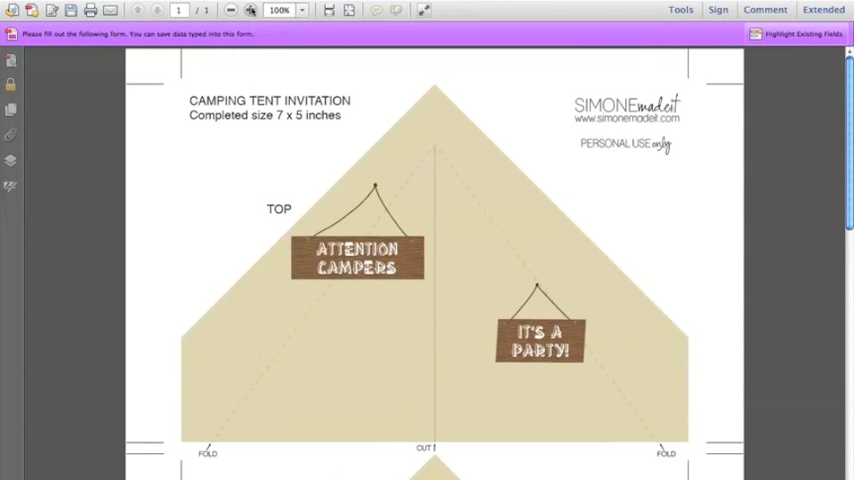 1 / 1
100%
Tools Sign Comment Extended
Please fill out the following form. You can save data typed into this form.
Highlight Existing Fields
CAMPING TENT INVITATION
Completed size 7 x 5 inches
SIMONEmadeit
www.simonemadeit.com
PERSONAL USE only
TOP
ATTENTION
CAMPERS
IT'S A
PARTY!
FOLD
CUT
FOLD